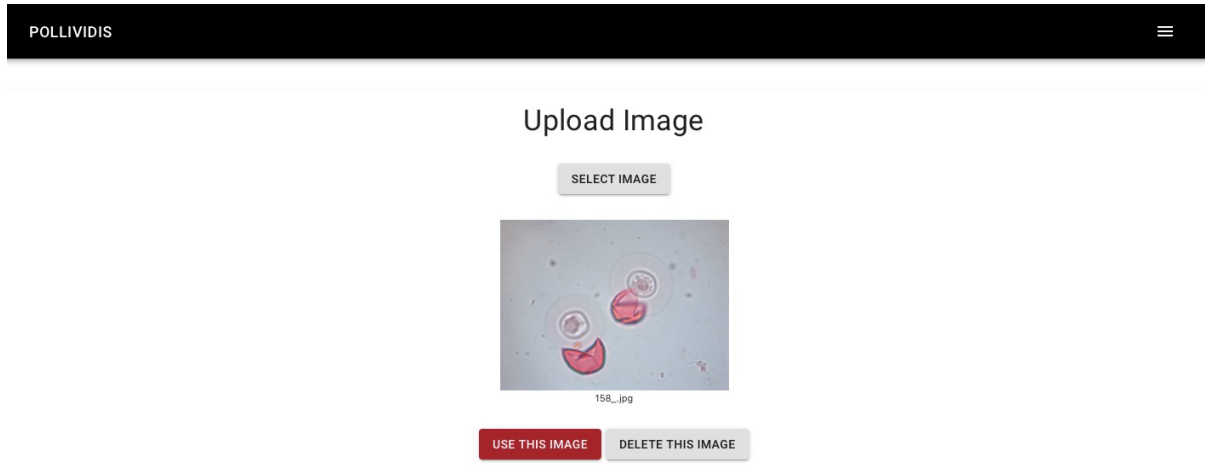 POLLIVIDIS
Upload Image
SELECT IMAGE
158_.jpg
USE THIS IMAGE DELETE THIS IMAGE